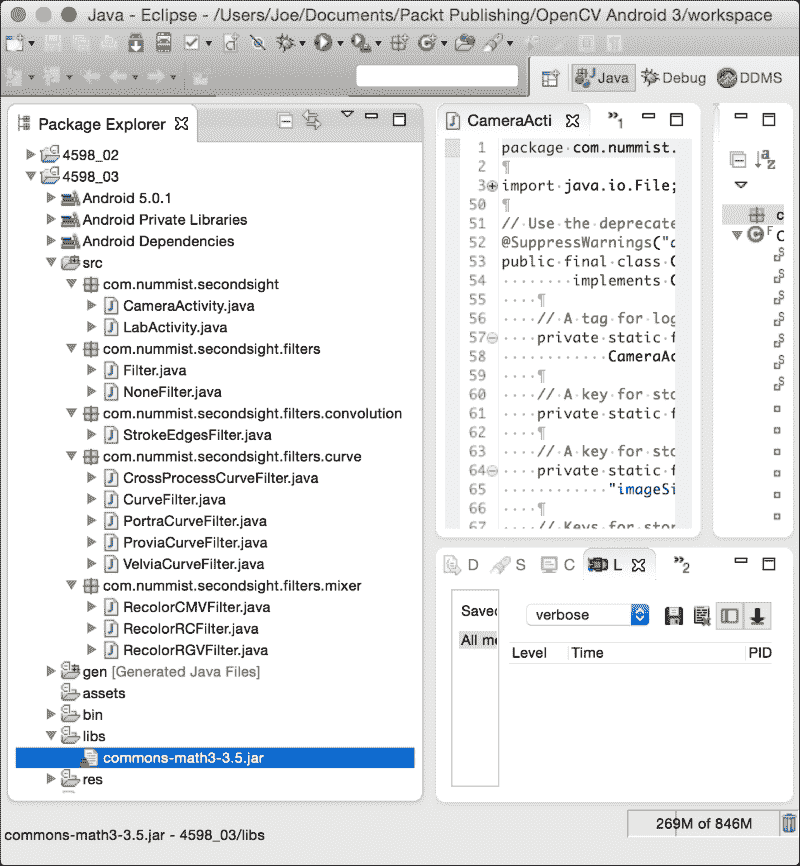 Java - Eclipse - /Users/Joe/Documents/Packt Publishing/OpenCV Android 3/workspace
Java
Debug
DDMS
Package Explorer
4598_02
4598_03
Android 5.0.1
Android Private Libraries
Android Dependencies
src
com.nummist.secondsight
CameraActivity.java
LabActivity.java
com.nummist.secondsight.filters
Filter.java
NoneFilter.java
com.nummist.secondsight.filters.convolution
StrokeEdgesFilter.java
com.nummist.secondsight.filters.curve
CrossProcessCurveFilter.java
CurveFilter.java
PortraCurveFilter.java
ProviaCurveFilter.java
VelviaCurveFilter.java
com.nummist.secondsight.filters.mixer
RecolorCMVFilter.java
RecolorRCFilter.java
RecolorRGVFilter.java
gen [Generated Java Files]
assets
bin
libs
commons-math3-3.5.jar
res
CameraActi
»1
1 package com.nummist.
2 ¶
3 import java.io.File;
50 ¶
51 // Use the deprecate
52 @SuppressWarnings("d
53 public final class C
54 ········implements C
55 ····¶
56 ····// A tag for log
57 ····private static f
58 ············CameraAc
59 ····¶
60 ····// A key for sto
61 ····private static f
62 ····¶
63 ····// A key for sto
64 ····private static f
65 ············"imageSi
66 ····¶
67 ····// Keys for stor
D
S
C
L
»2
Saved
All me
verbose
Level Time PID
269M of 846M
commons-math3-3.5.jar - 4598_03/libs